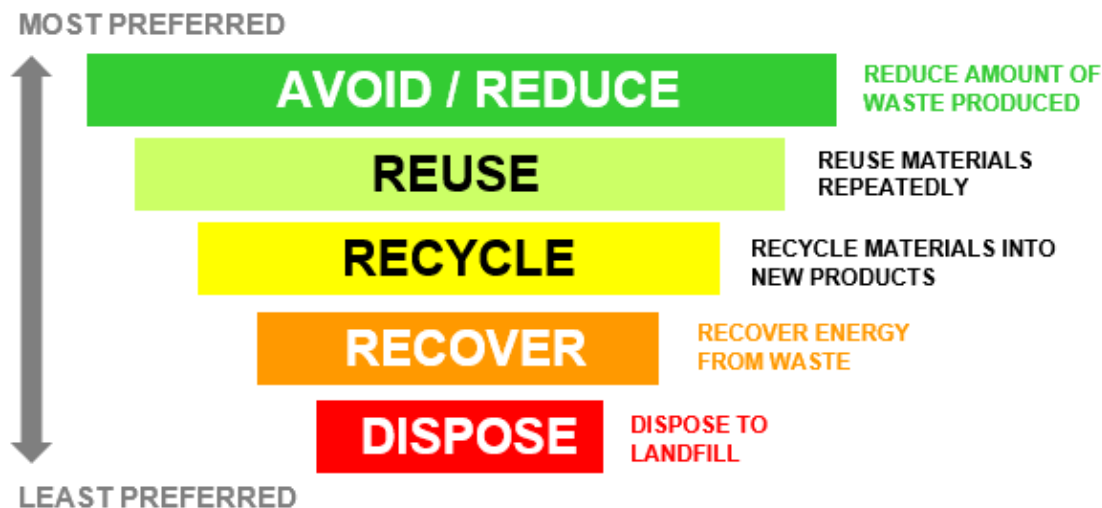 MOST PREFERRED
AVOID / REDUCE
REDUCE AMOUNT OF
WASTE PRODUCED
REUSE
REUSE MATERIALS
REPEATEDLY
RECYCLE
RECYCLE MATERIALS INTO
NEW PRODUCTS
RECOVER
RECOVER ENERGY
FROM WASTE
DISPOSE
DISPOSE TO
LANDFILL
LEAST PREFERRED